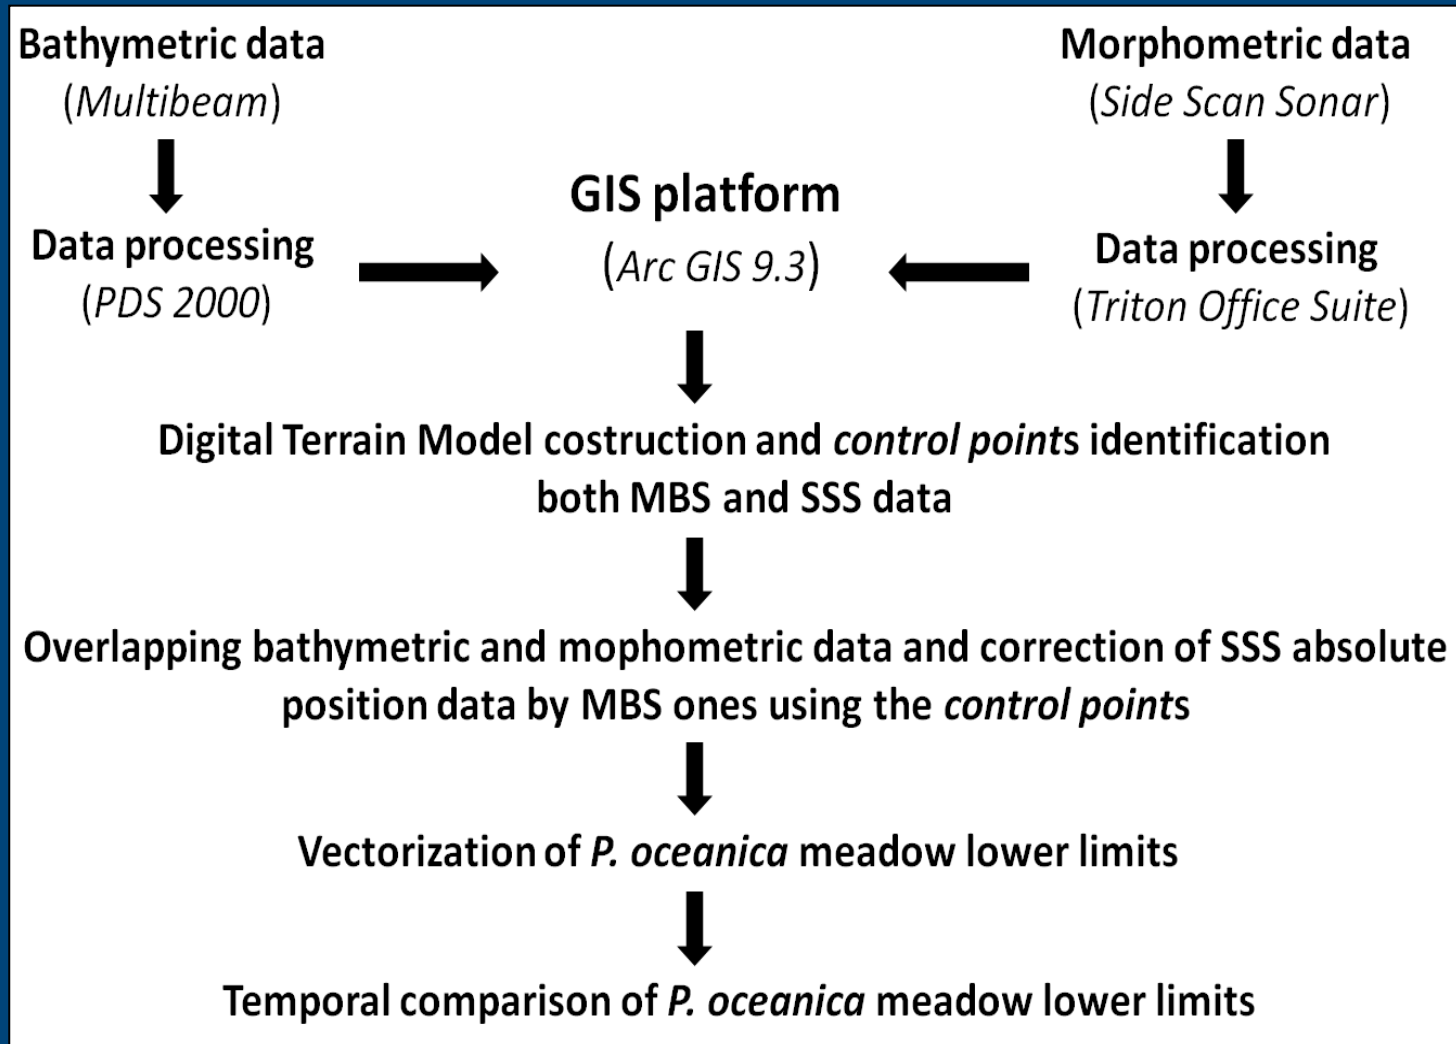 Bathymetric data
(Multibeam)
Morphometric data
(Side Scan Sonar)
Data processing
(PDS 2000)
GIS platform
(Arc GIS 9.3)
Data processing
(Triton Office Suite)
Digital Terrain Model costruction and control points identification
both MBS and SSS data
Overlapping bathymetric and mophometric data and correction of SSS absolute
position data by MBS ones using the control points
Vectorization of P. oceanica meadow lower limits
Temporal comparison of P. oceanica meadow lower limits